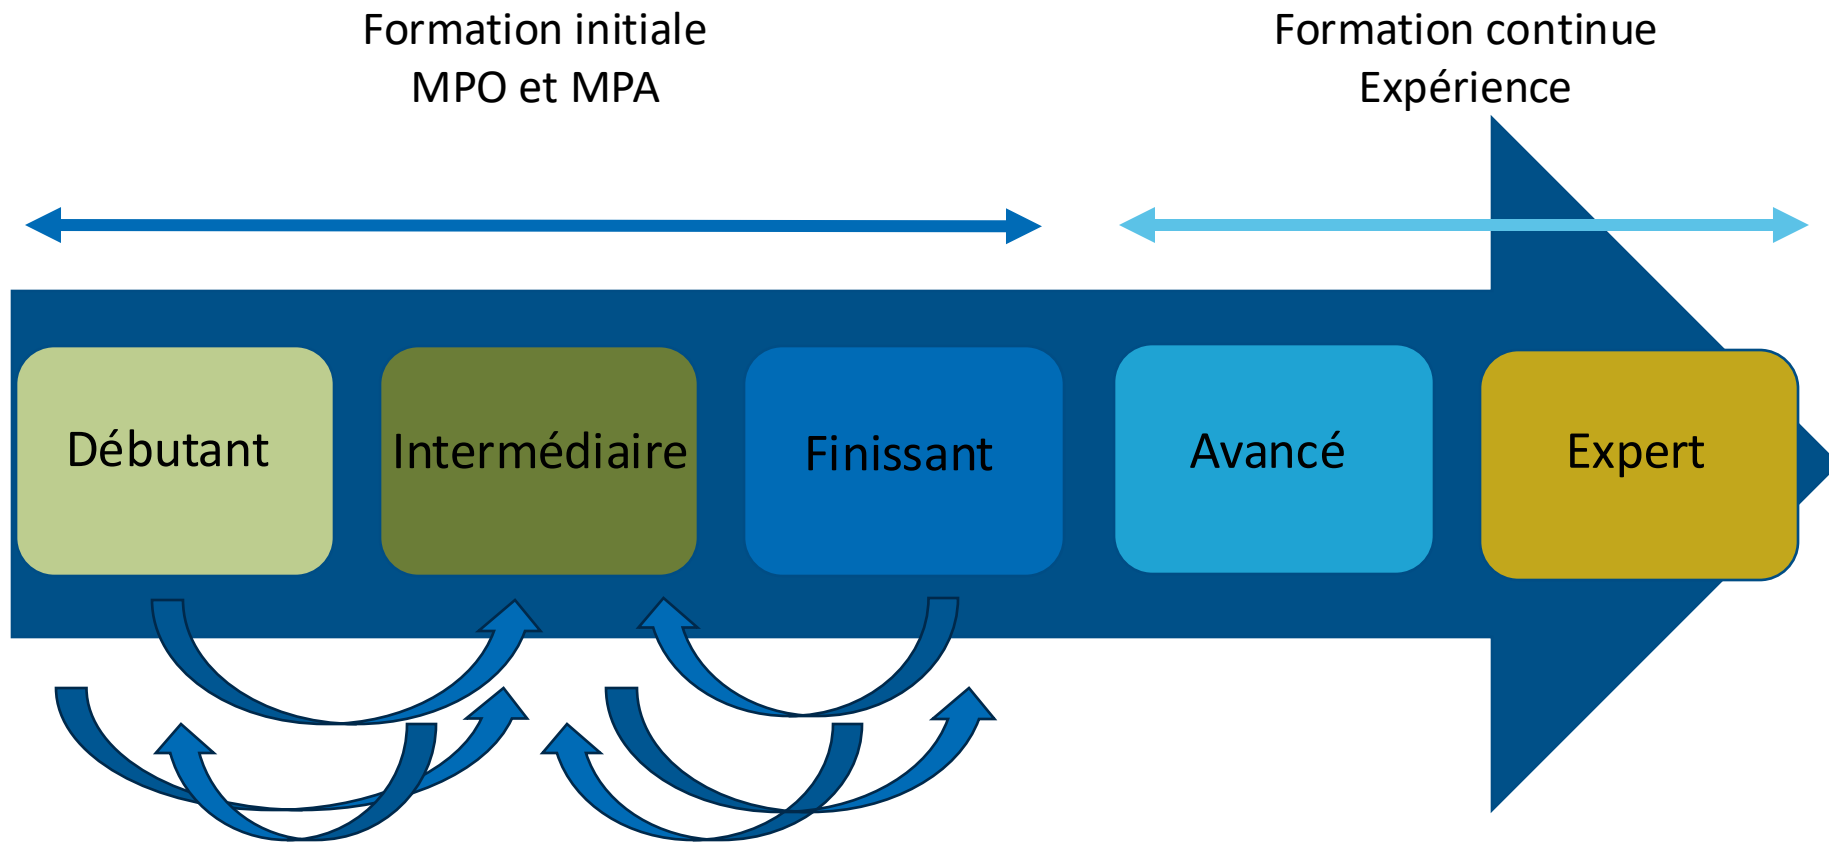 Formation initiale
MPO et MPA
Formation continue
Expérience
Débutant
Intermédiaire
Finissant
Avancé
Expert